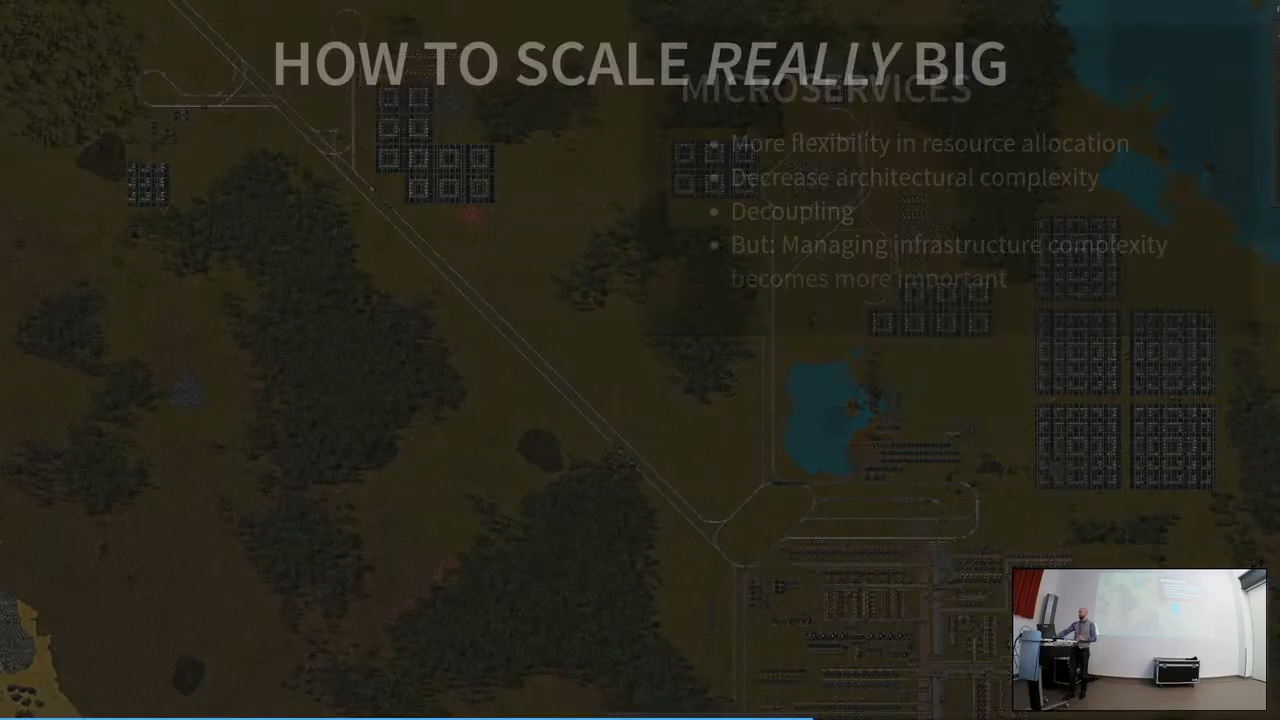 HOW TO SCALE REALLY BIG
MICROSERVICES
• More flexibility in resource allocation
• Decrease architectural complexity
• Decoupling
• But: Managing infrastructure complexity
becomes more important